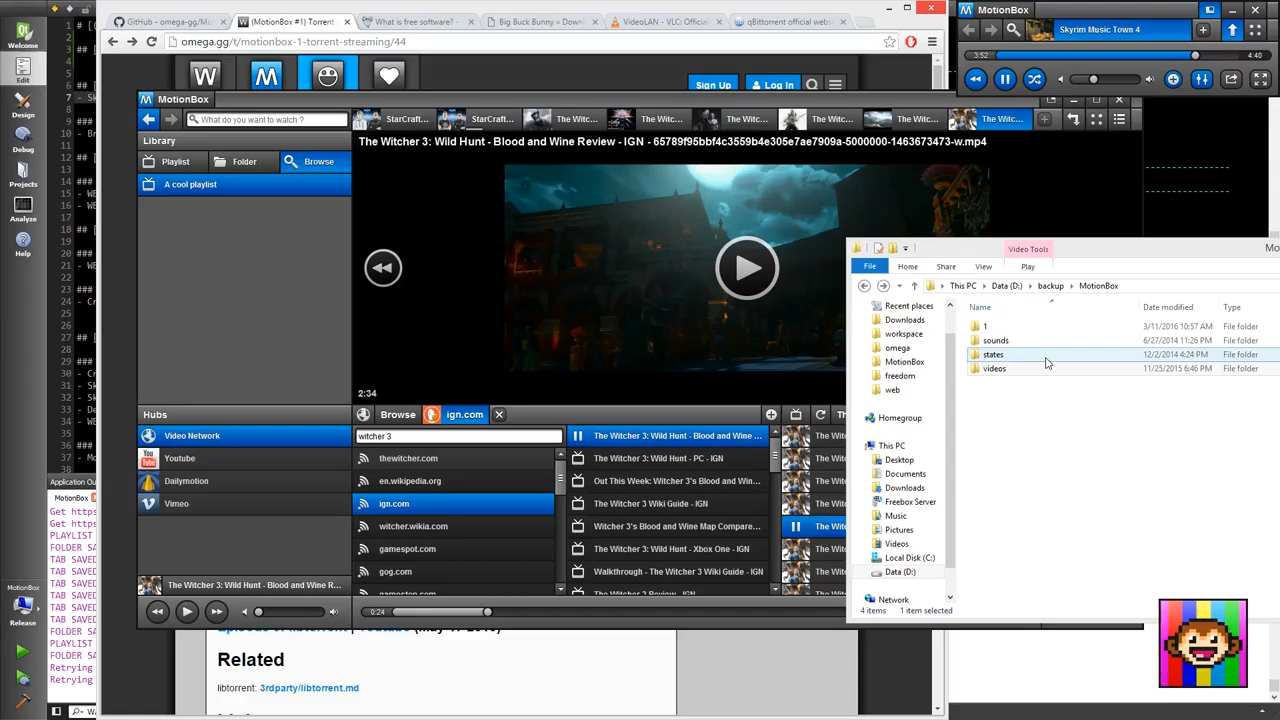 GitHub - omega-gg/Mo
(MotionBox #1) Torrent
What is free software?
Big Buck Bunny » Down
VideoLAN - VLC: Official
qBittorrent official webs
omega.gg/t/motionbox-1-torrent-streaming/44
Sign Up
Log In
MotionBox
Skyrim Music Town 4
3:52
4:40
Welcome
Edit
Design
Debug
Projects
Analyze
Help
MotionBox
Release
MotionBox
What do you want to watch ?
StarCraf...
StarCraf...
The Witc...
The Witc...
The Witc...
The Witc...
The Witc...
The Witc...
Library
Playlist
Folder
Browse
A cool playlist
The Witcher 3: Wild Hunt - Blood and Wine Review - IGN - 65789f95bbf4c3559b4e305e7ae7909a-5000000-1463673473-w.mp4
2:34
Hubs
Video Network
Youtube
Dailymotion
Vimeo
The Witcher 3: Wild Hunt - Blood and Wine R...
Browse
ign.com
witcher 3
thewitcher.com
en.wikipedia.org
ign.com
witcher.wikia.com
gamespot.com
gog.com
The Witcher 3: Wild Hunt - Blood and Wine ...
The Witcher 3: Wild Hunt - PC - IGN
Out This Week: Witcher 3's Blood and Win...
The Witcher 3 Wiki Guide - IGN
Witcher 3's Blood and Wine Map Compare...
The Witcher 3: Wild Hunt - Xbox One - IGN
Walkthrough - The Witcher 3 Wiki Guide - IGN
The Witcher 3 Review - IGN
0:24
Video Tools
File
Home
Share
View
Play
This PC
Data (D:)
backup
MotionBox
Recent places
Downloads
workspace
omega
MotionBox
freedom
web
Homegroup
This PC
Desktop
Documents
Downloads
Freebox Server
Music
Pictures
Videos
Local Disk (C:)
Data (D:)
Network
Name
Date modified
Type
1
3/11/2016 10:57 AM
File folder
sounds
6/27/2014 11:26 PM
File folder
states
12/2/2014 4:24 PM
File folder
videos
11/25/2015 6:46 PM
File folder
4 items
1 item selected
Application Out
MotionBox
Get https
Get https
PLAYLIST
FOLDER SA
TAB SAVED
TAB SAVED
TAB SAVED
TAB SAVED
TAB SAVED
FOLDER SA
PLAYLIST
FOLDER SA
Retrying
Retrying
Related
libtorrent: 3rdparty/libtorrent.md